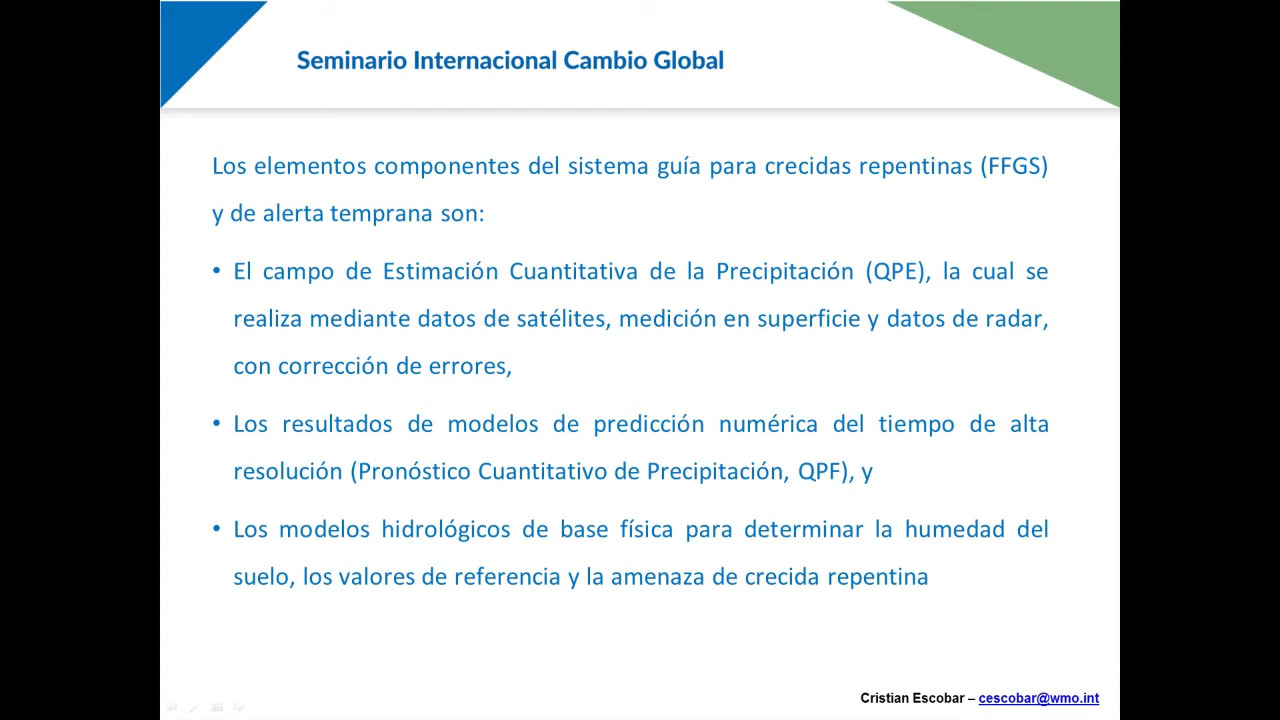 Seminario Internacional Cambio Global
Los elementos componentes del sistema guía para crecidas repentinas (FFGS)
y de alerta temprana son:
• El campo de Estimación Cuantitativa de la Precipitación (QPE), la cual se
realiza mediante datos de satélites, medición en superficie y datos de radar,
con corrección de errores,
• Los resultados de modelos de predicción numérica del tiempo de alta
resolución (Pronóstico Cuantitativo de Precipitación, QPF), y
• Los modelos hidrológicos de base física para determinar la humedad del
suelo, los valores de referencia y la amenaza de crecida repentina
Cristian Escobar – cescobar@wmo.int